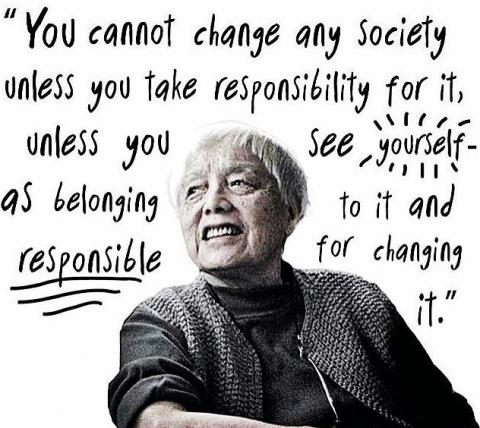 “You cannot change any society
unless you take responsibility for it,
unless you see yourself-
as belonging to it and
responsible for changing
it.”